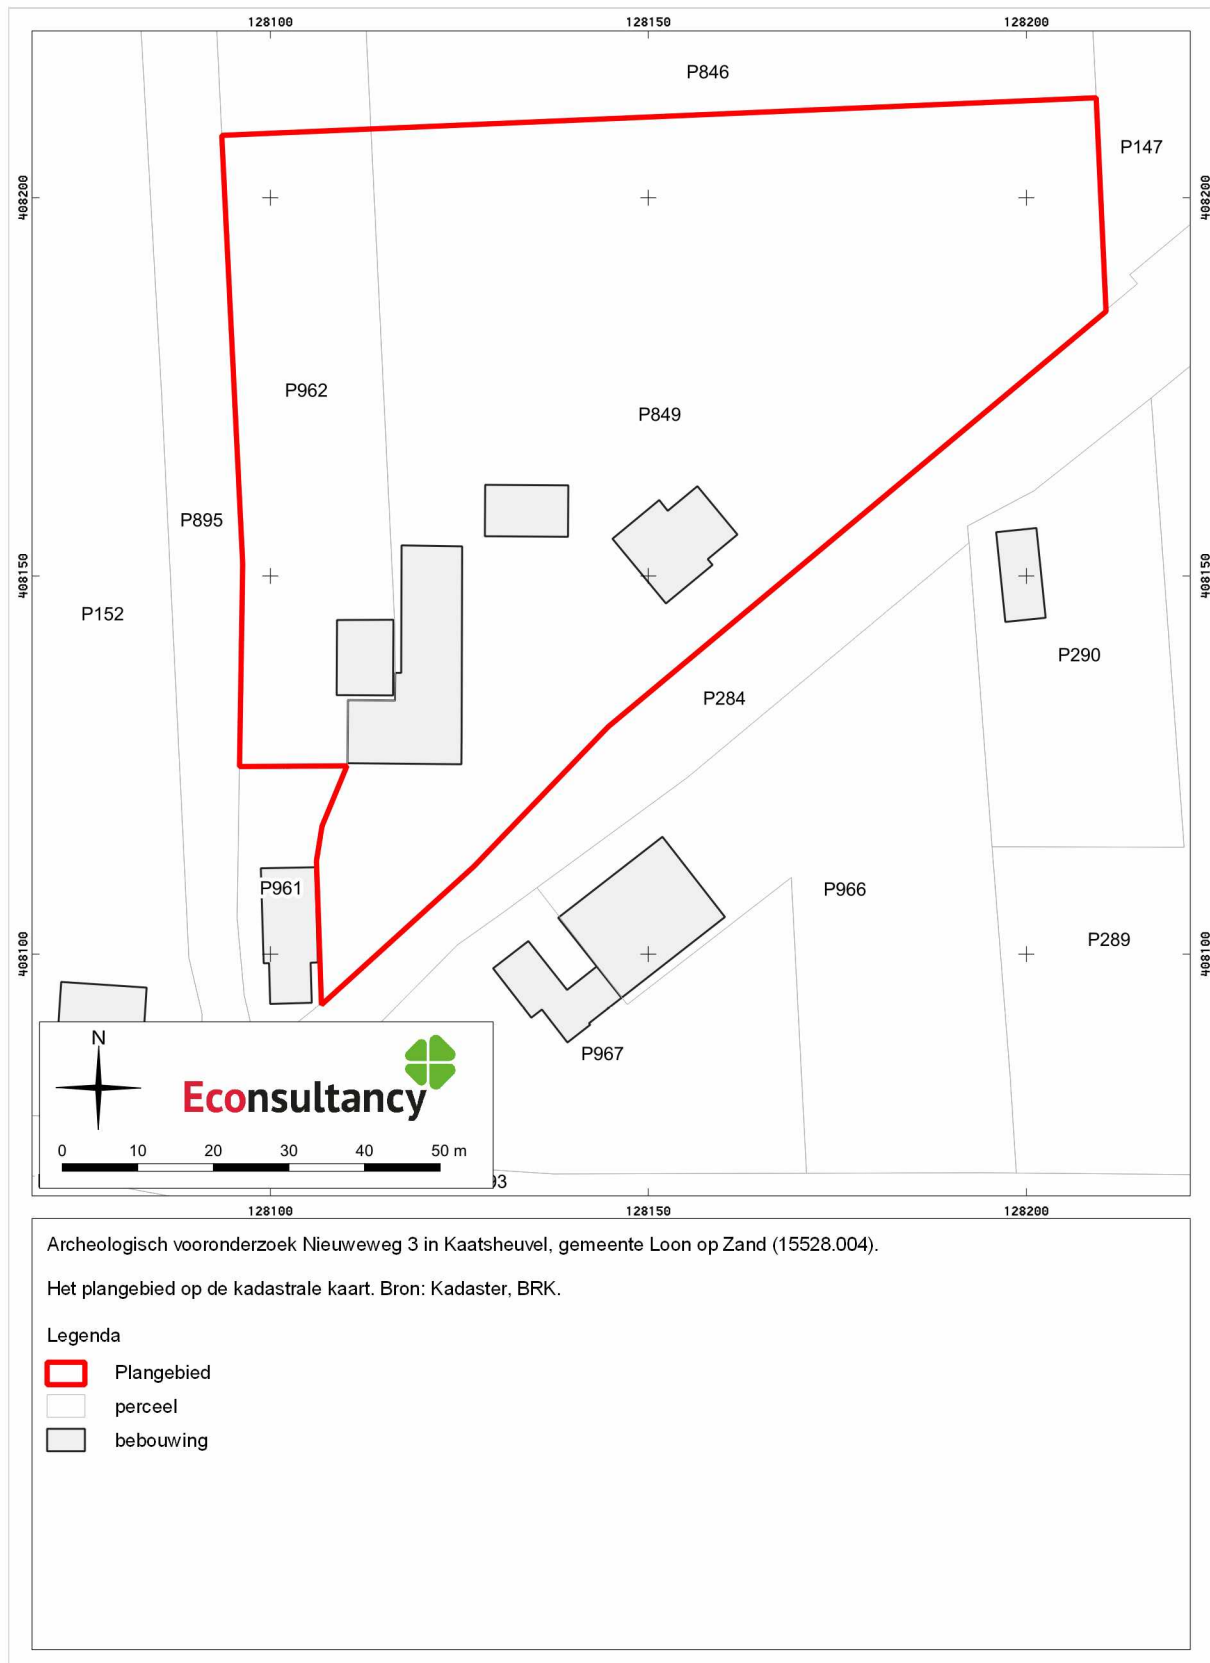 128100 128150 128200
P846
P147
408200 408200
P962
P849
P895
408150 408150
P152
P290
P284
P961
P966
P289
408100 408100
N
P967
Econsultancy
0 10 20 30 40 50 m
93
128100 128150 128200
Archeologisch vooronderzoek Nieuweweg 3 in Kaatsheuvel, gemeente Loon op Zand (15528.004).
Het plangebied op de kadastrale kaart. Bron: Kadaster, BRK.
Legenda
Plangebied
perceel
bebouwing